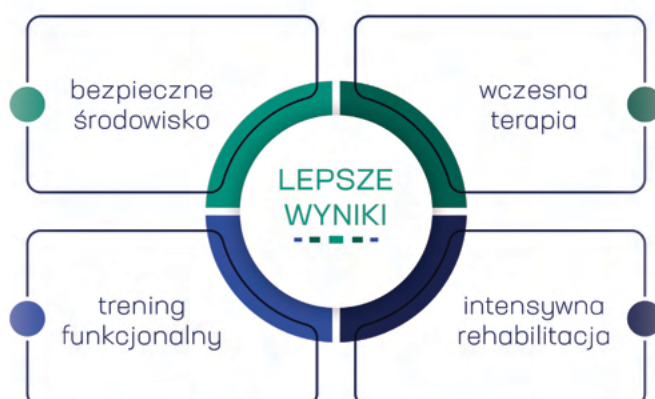 bezpieczne
środowisko
wczesna
terapia
LEPSZE
WYNIKI
trening
funkcjonalny
intensywna
rehabilitacja